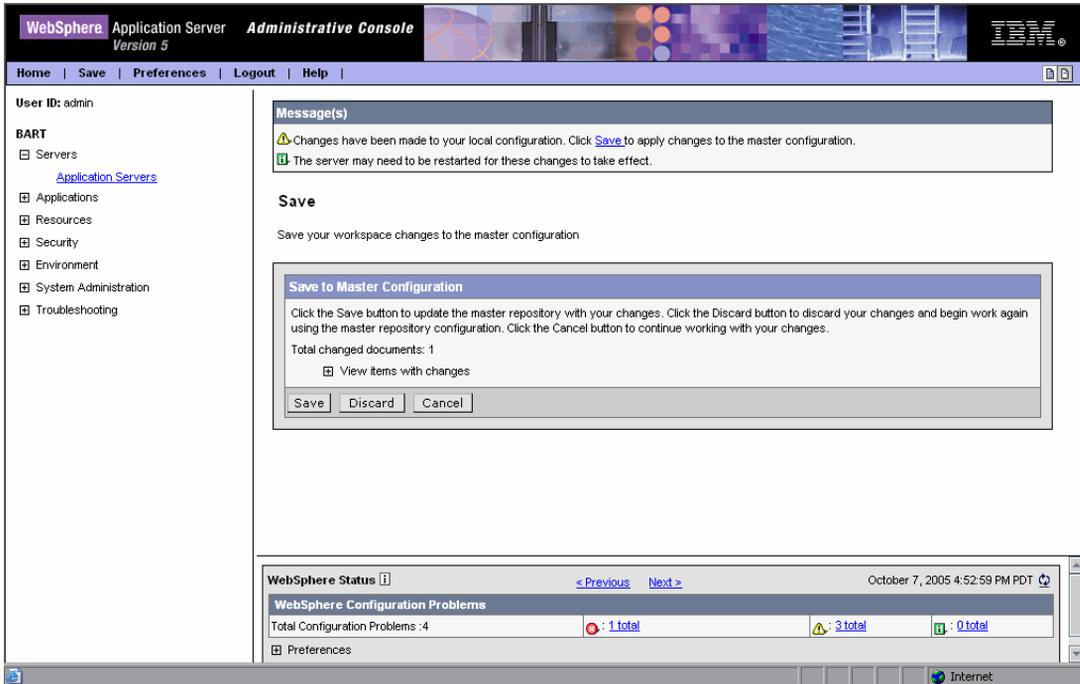 WebSphere Application Server Administrative Console
Version 5
IBM®
Home | Save | Preferences | Logout | Help |
User ID: admin
BART
Servers
Application Servers
Applications
Resources
Security
Environment
System Administration
Troubleshooting
Message(s)
Changes have been made to your local configuration. Click Save to apply changes to the master configuration.
The server may need to be restarted for these changes to take effect.
Save
Save your workspace changes to the master configuration
Save to Master Configuration
Click the Save button to update the master repository with your changes. Click the Discard button to discard your changes and begin work again
using the master repository configuration. Click the Cancel button to continue working with your changes.
Total changed documents: 1
View items with changes
Save Discard Cancel
WebSphere Status i < Previous Next > October 7, 2005 4:52:59 PM PDT
WebSphere Configuration Problems
Total Configuration Problems :4 : 1 total : 3 total : 0 total
Preferences
Internet